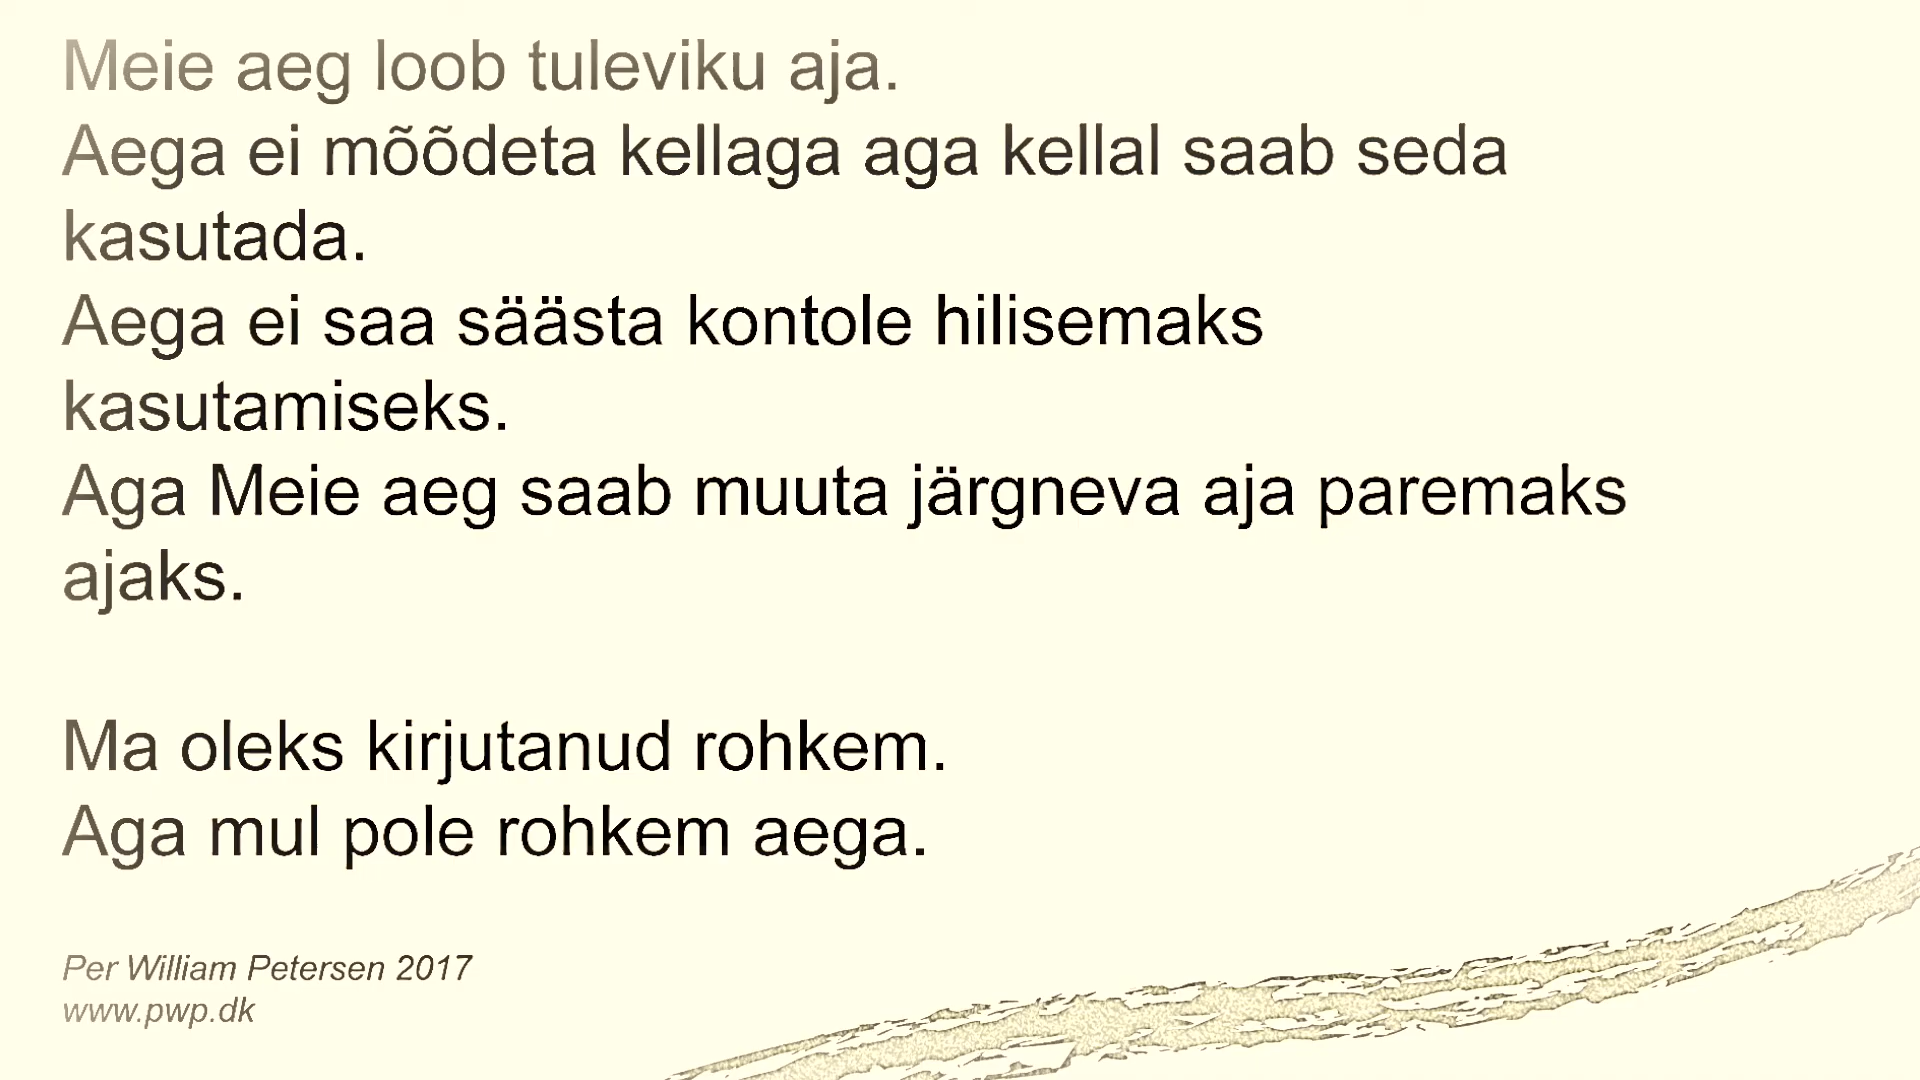 Meie aeg loob tuleviku aja.
Aega ei mõõdeta kellaga aga kellal saab seda
kasutada.
Aega ei saa säästa kontole hilisemaks
kasutamiseks.
Aga Meie aeg saab muuta järgneva aja paremaks
ajaks.
Ma oleks kirjutanud rohkem.
Aga mul pole rohkem aega.
Per William Petersen 2017
www.pwp.dk